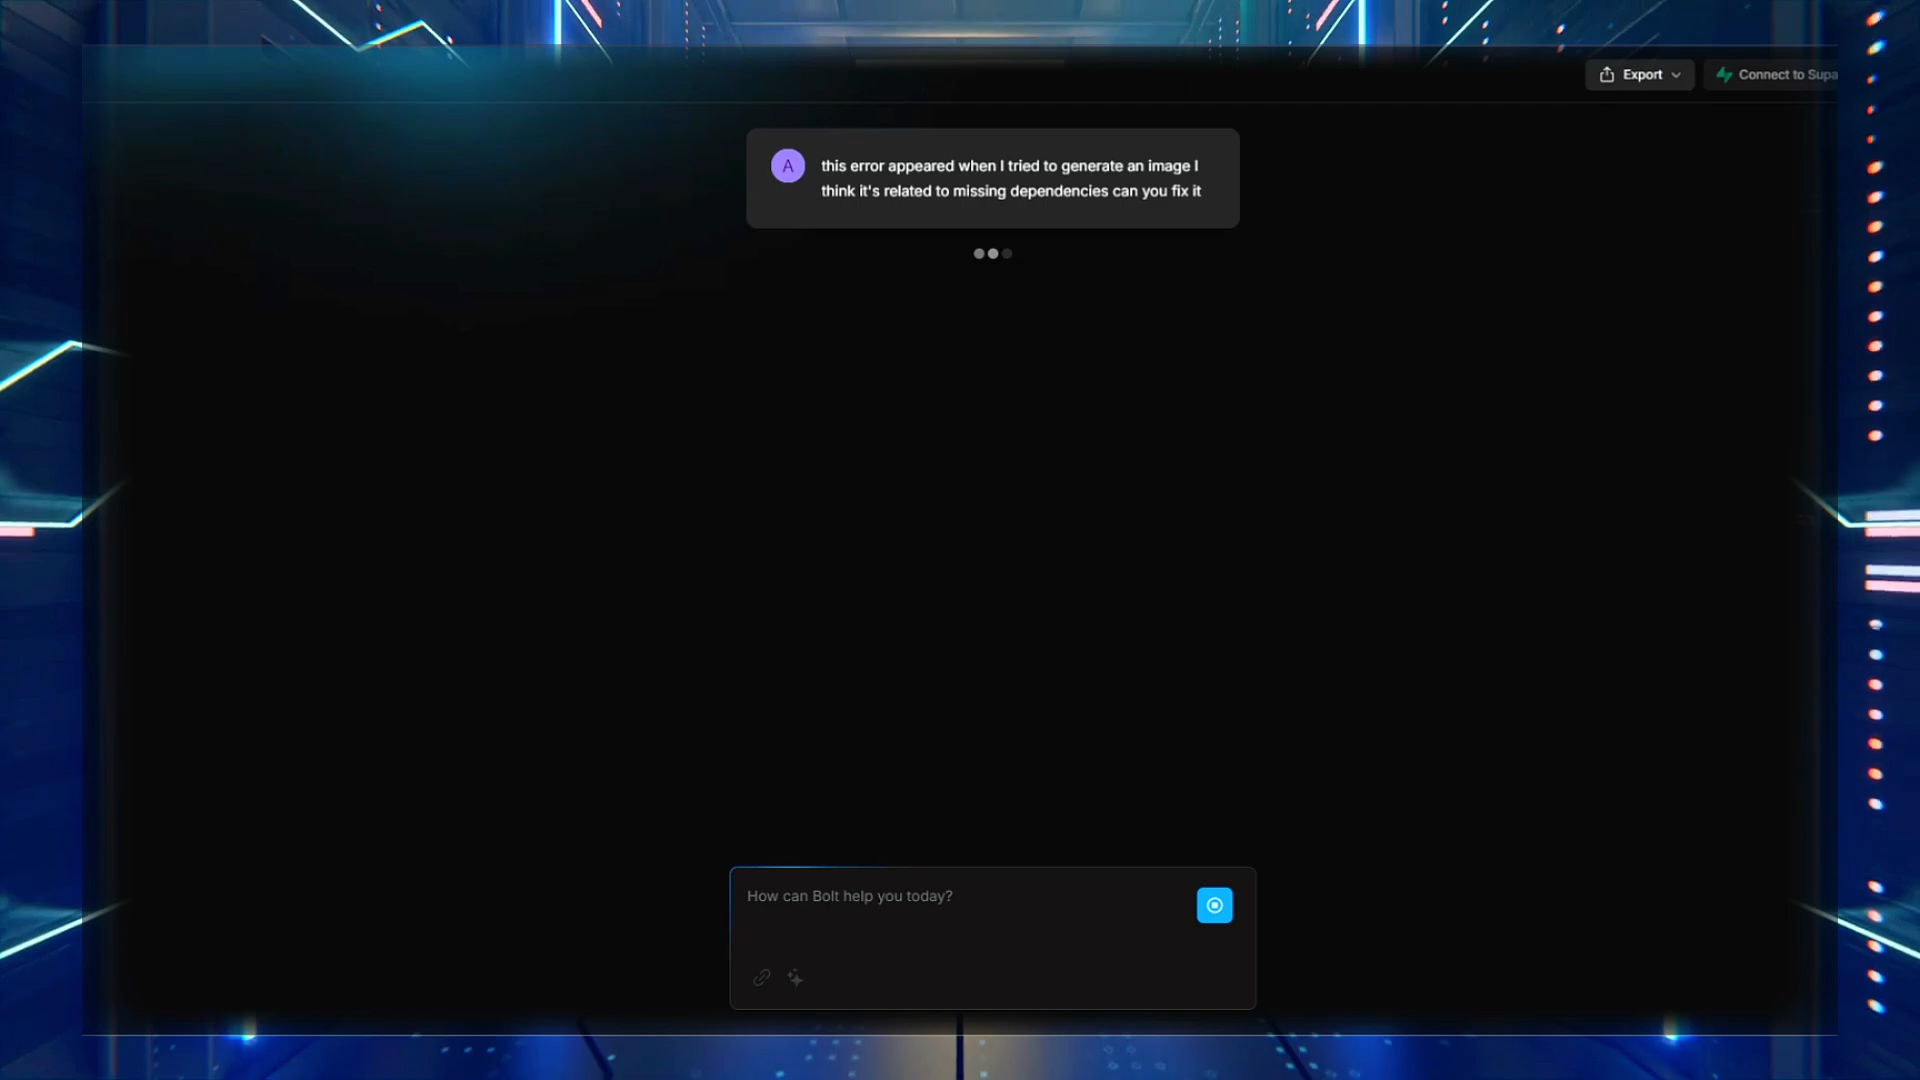 Export
Connect to Supa
A
this error appeared when I tried to generate an image I
think it's related to missing dependencies can you fix it
How can Bolt help you today?